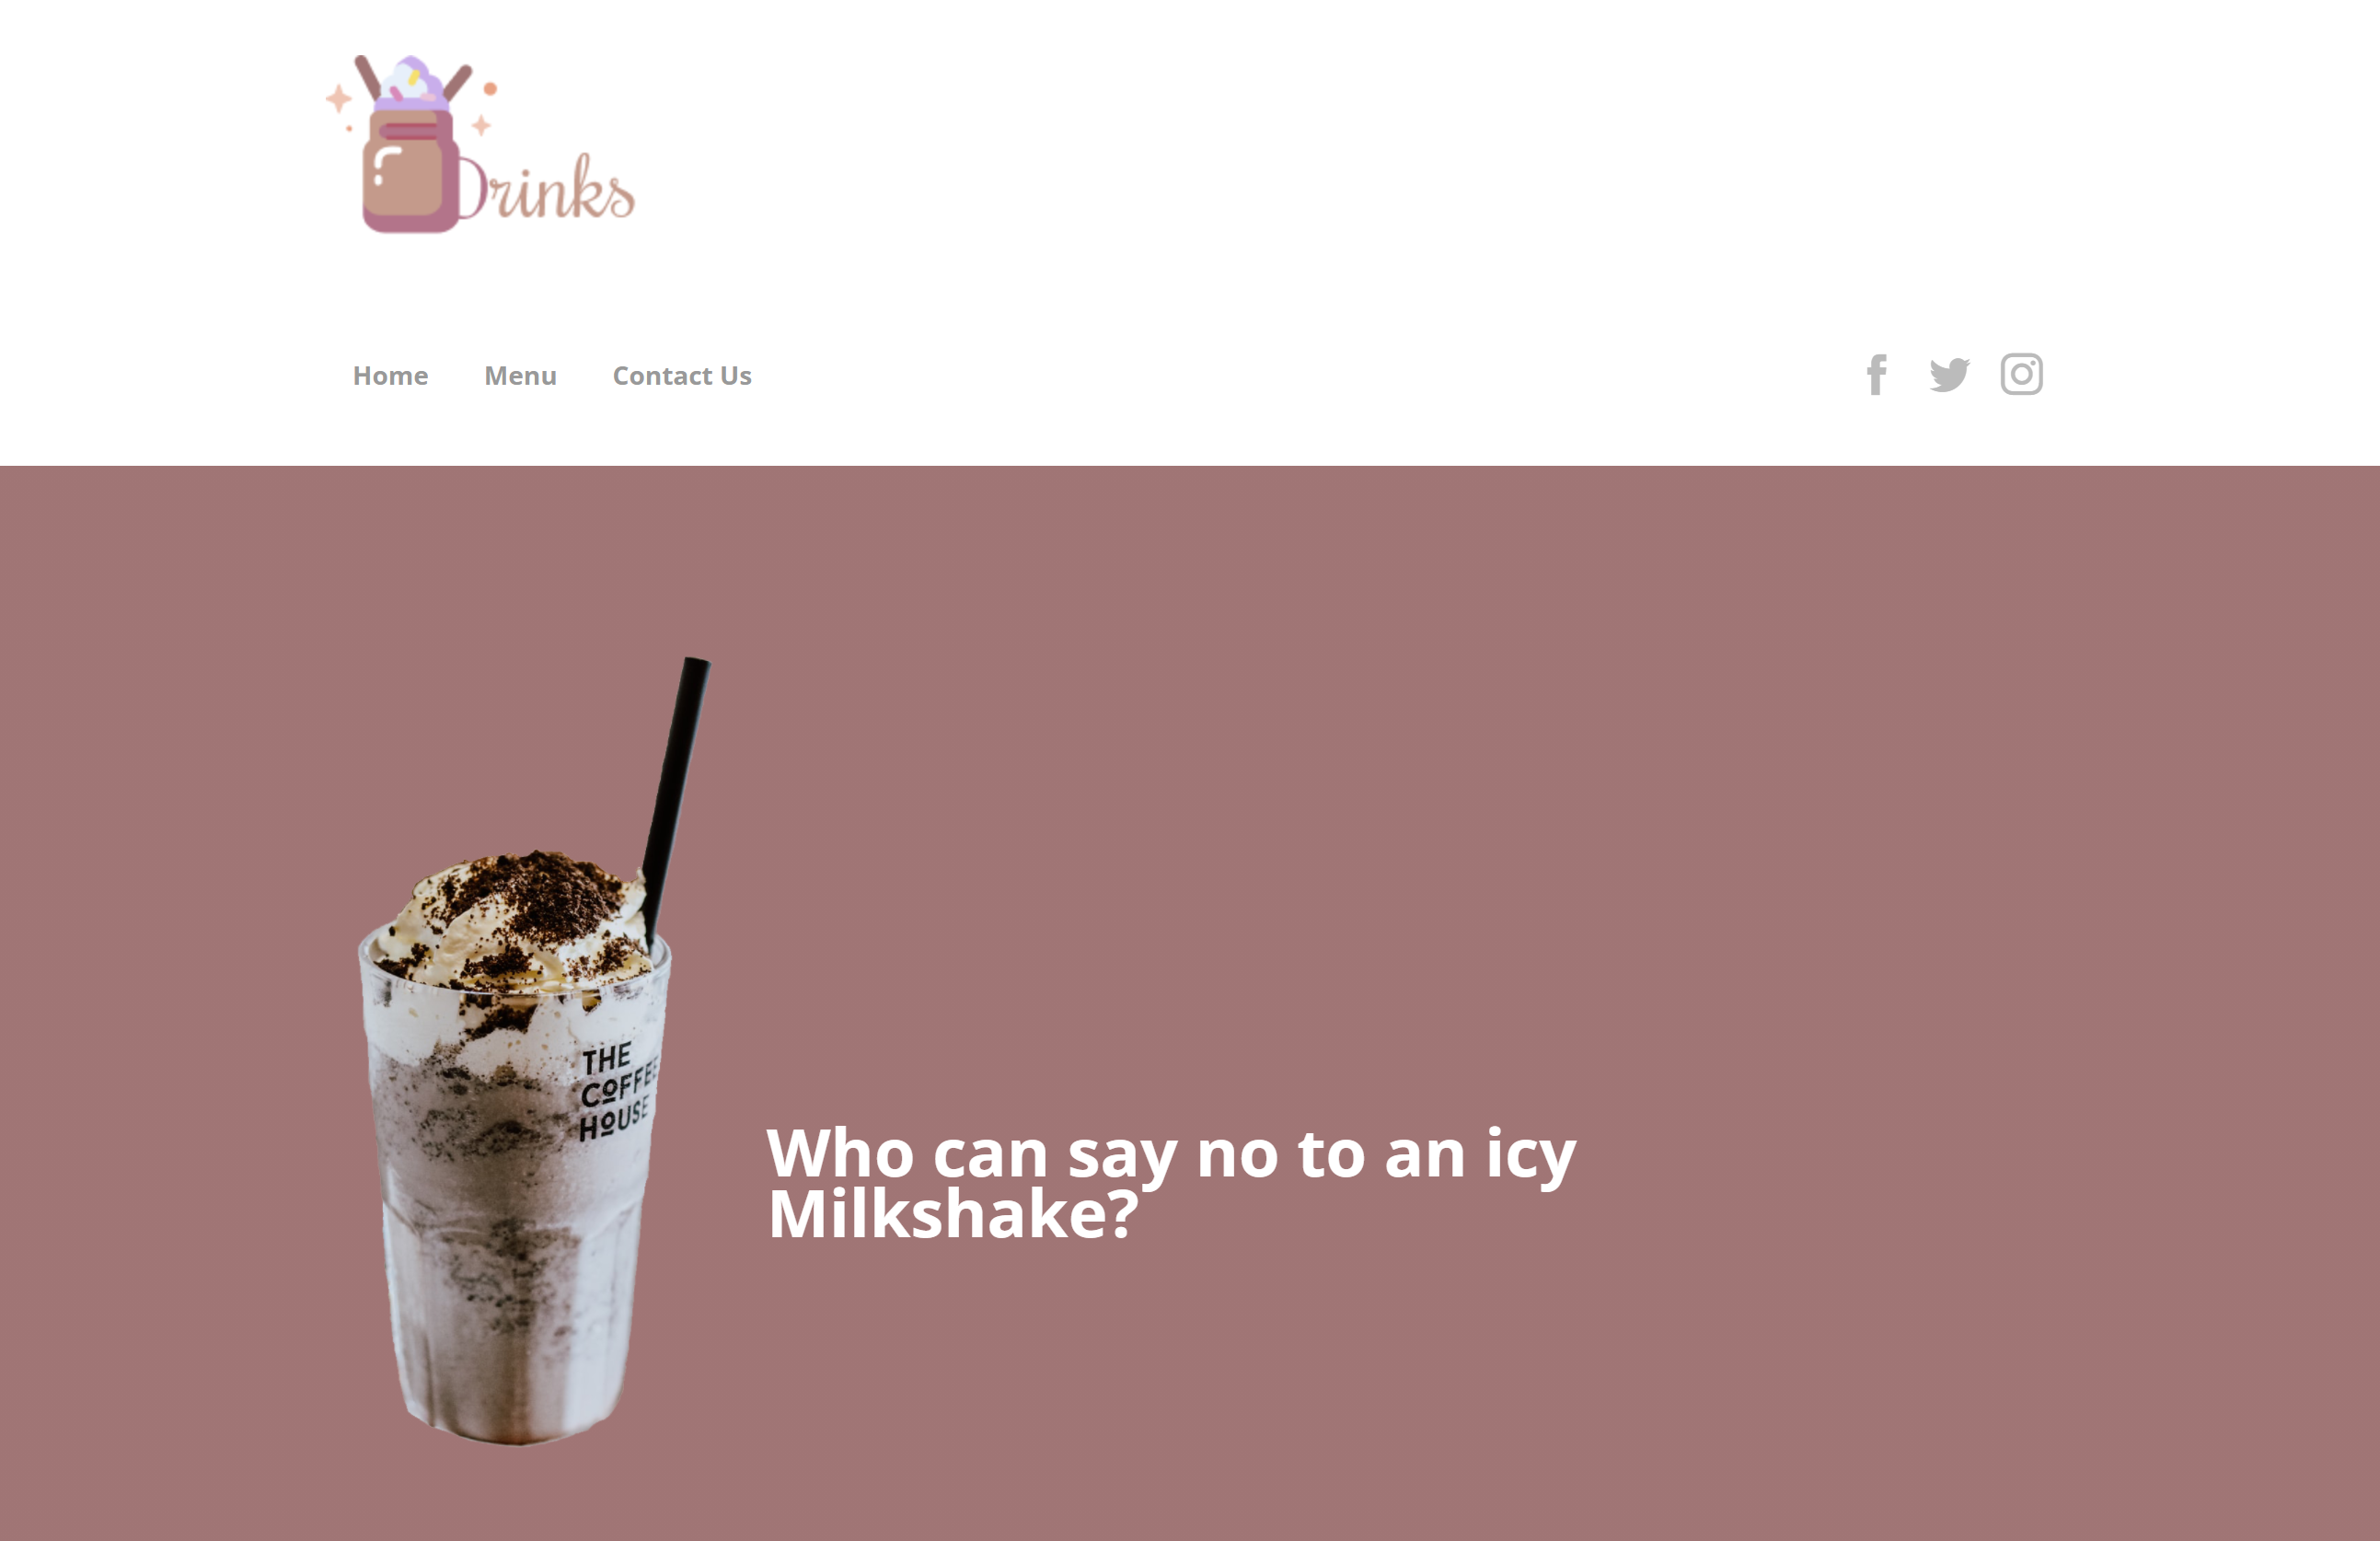 Drinks
Home
Menu
Contact Us
THE
COFFEE
HOUSE
Who can say no to an icy
Milkshake?